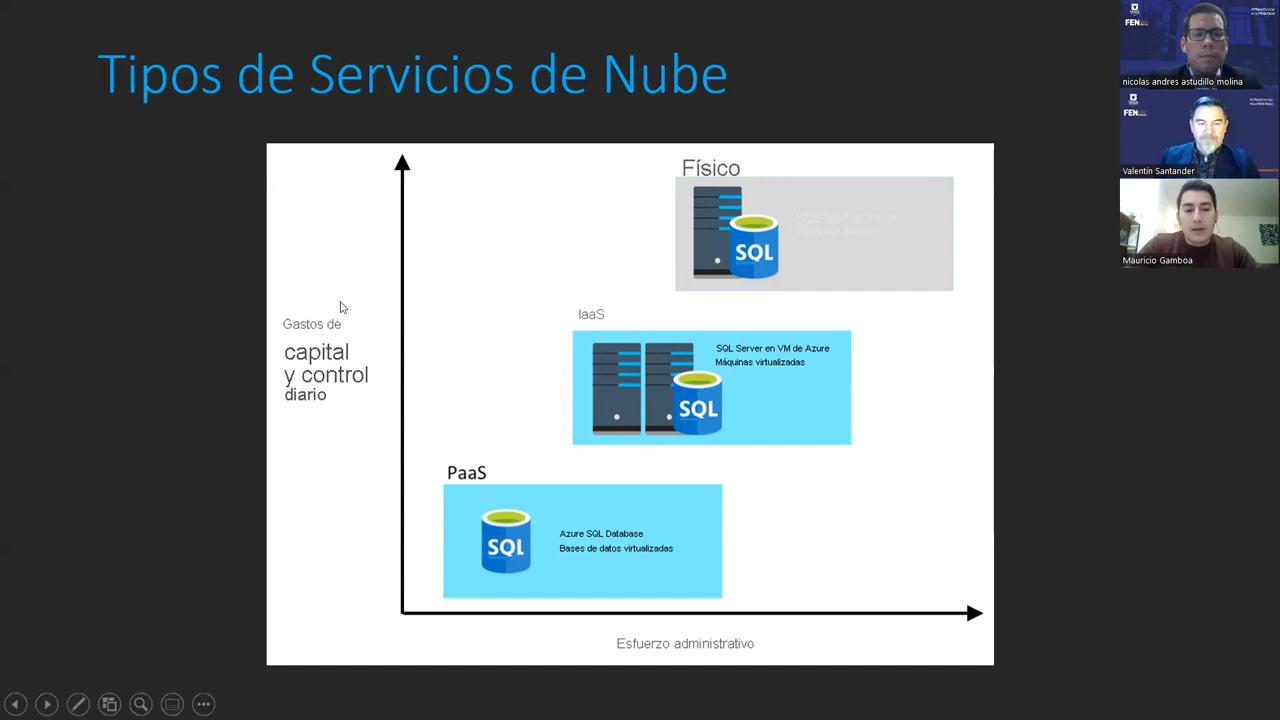 Tipos de Servicios de Nube
Físico
SQL
IaaS
SQL Server en VM de Azure
Máquinas virtualizadas
SQL
Gastos de
capital
y control
diario
PaaS
SQL
Azure SQL Database
Bases de datos virtualizadas
Esfuerzo administrativo
FEN
nicolas andres astudillo molina
FEN
Valentín Santander
Mauricio Gamboa